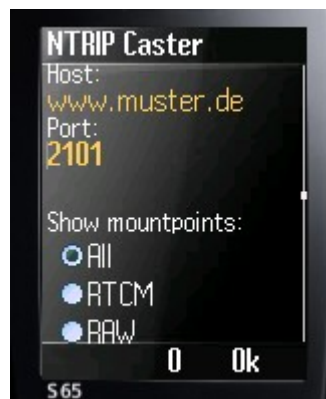 NTRIP Caster
Host:
www.muster.de
Port:
2101
Show mountpoints:
All
RTCM
RAW
0 Ok
S65